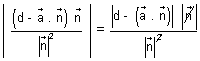 | (d - a⃗ . n⃗) n⃗ / |n⃗|² | = |d - (a⃗ . n⃗)| |n⃗| / |n⃗|²